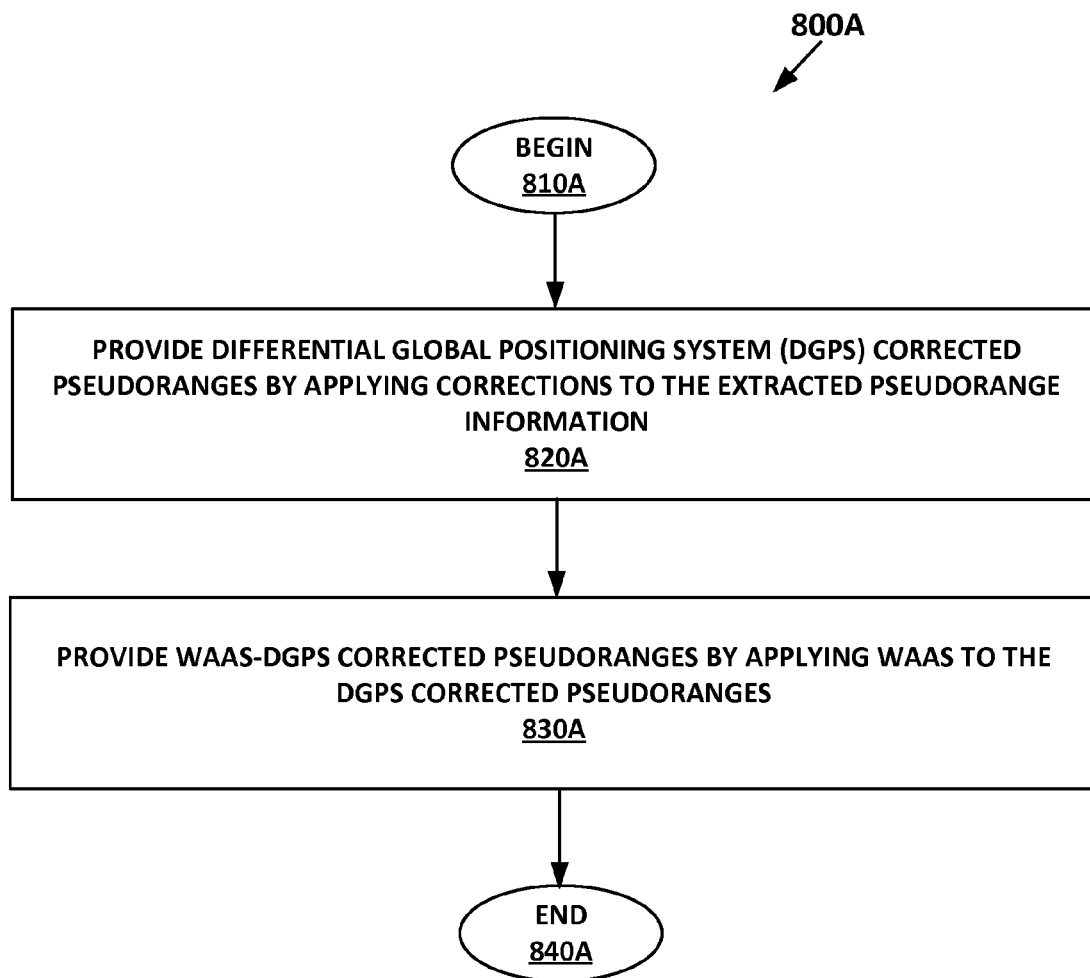 800A
BEGIN
810A
PROVIDE DIFFERENTIAL GLOBAL POSITIONING SYSTEM (DGPS) CORRECTED
PSEUDORANGES BY APPLYING CORRECTIONS TO THE EXTRACTED PSEUDORANGE
INFORMATION
820A
PROVIDE WAAS-DGPS CORRECTED PSEUDORANGES BY APPLYING WAAS TO THE
DGPS CORRECTED PSEUDORANGES
830A
END
840A